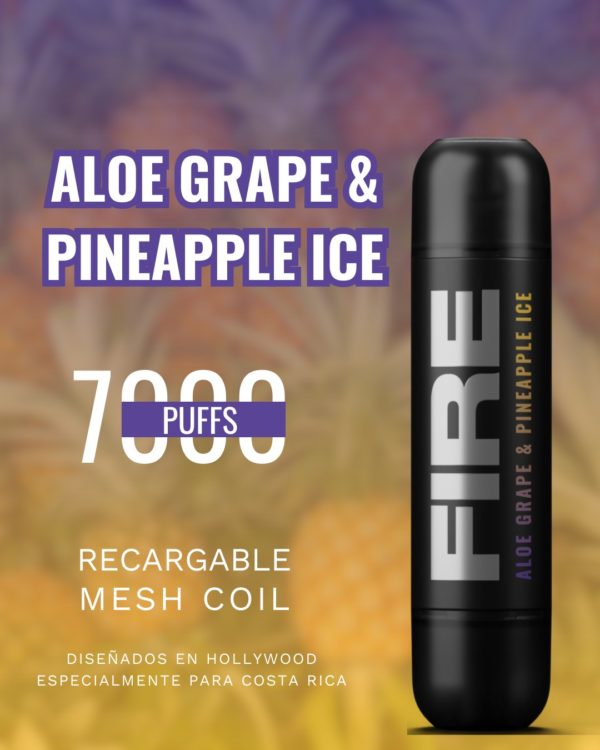 ALOE GRAPE &
PINEAPPLE ICE
7000
PUFFS
RECARGABLE
MESH COIL
DISEÑADOS EN HOLLYWOOD
ESPECIALMENTE PARA COSTA RICA
FIRE
ALOE GRAPE & PINEAPPLE ICE